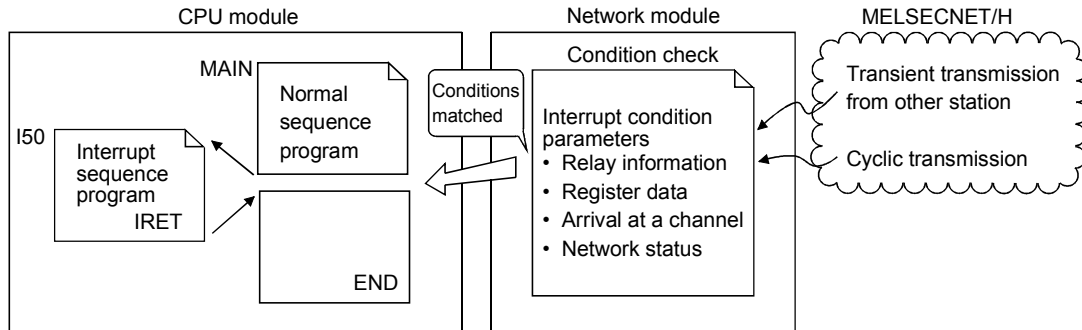 CPU module
Network module
MELSECNET/H
MAIN
Normal
sequence
program
I50
Interrupt
sequence
program
IRET
END
Conditions
matched
Condition check
Interrupt condition
parameters
• Relay information
• Register data
• Arrival at a channel
• Network status
Transient transmission
from other station
Cyclic transmission